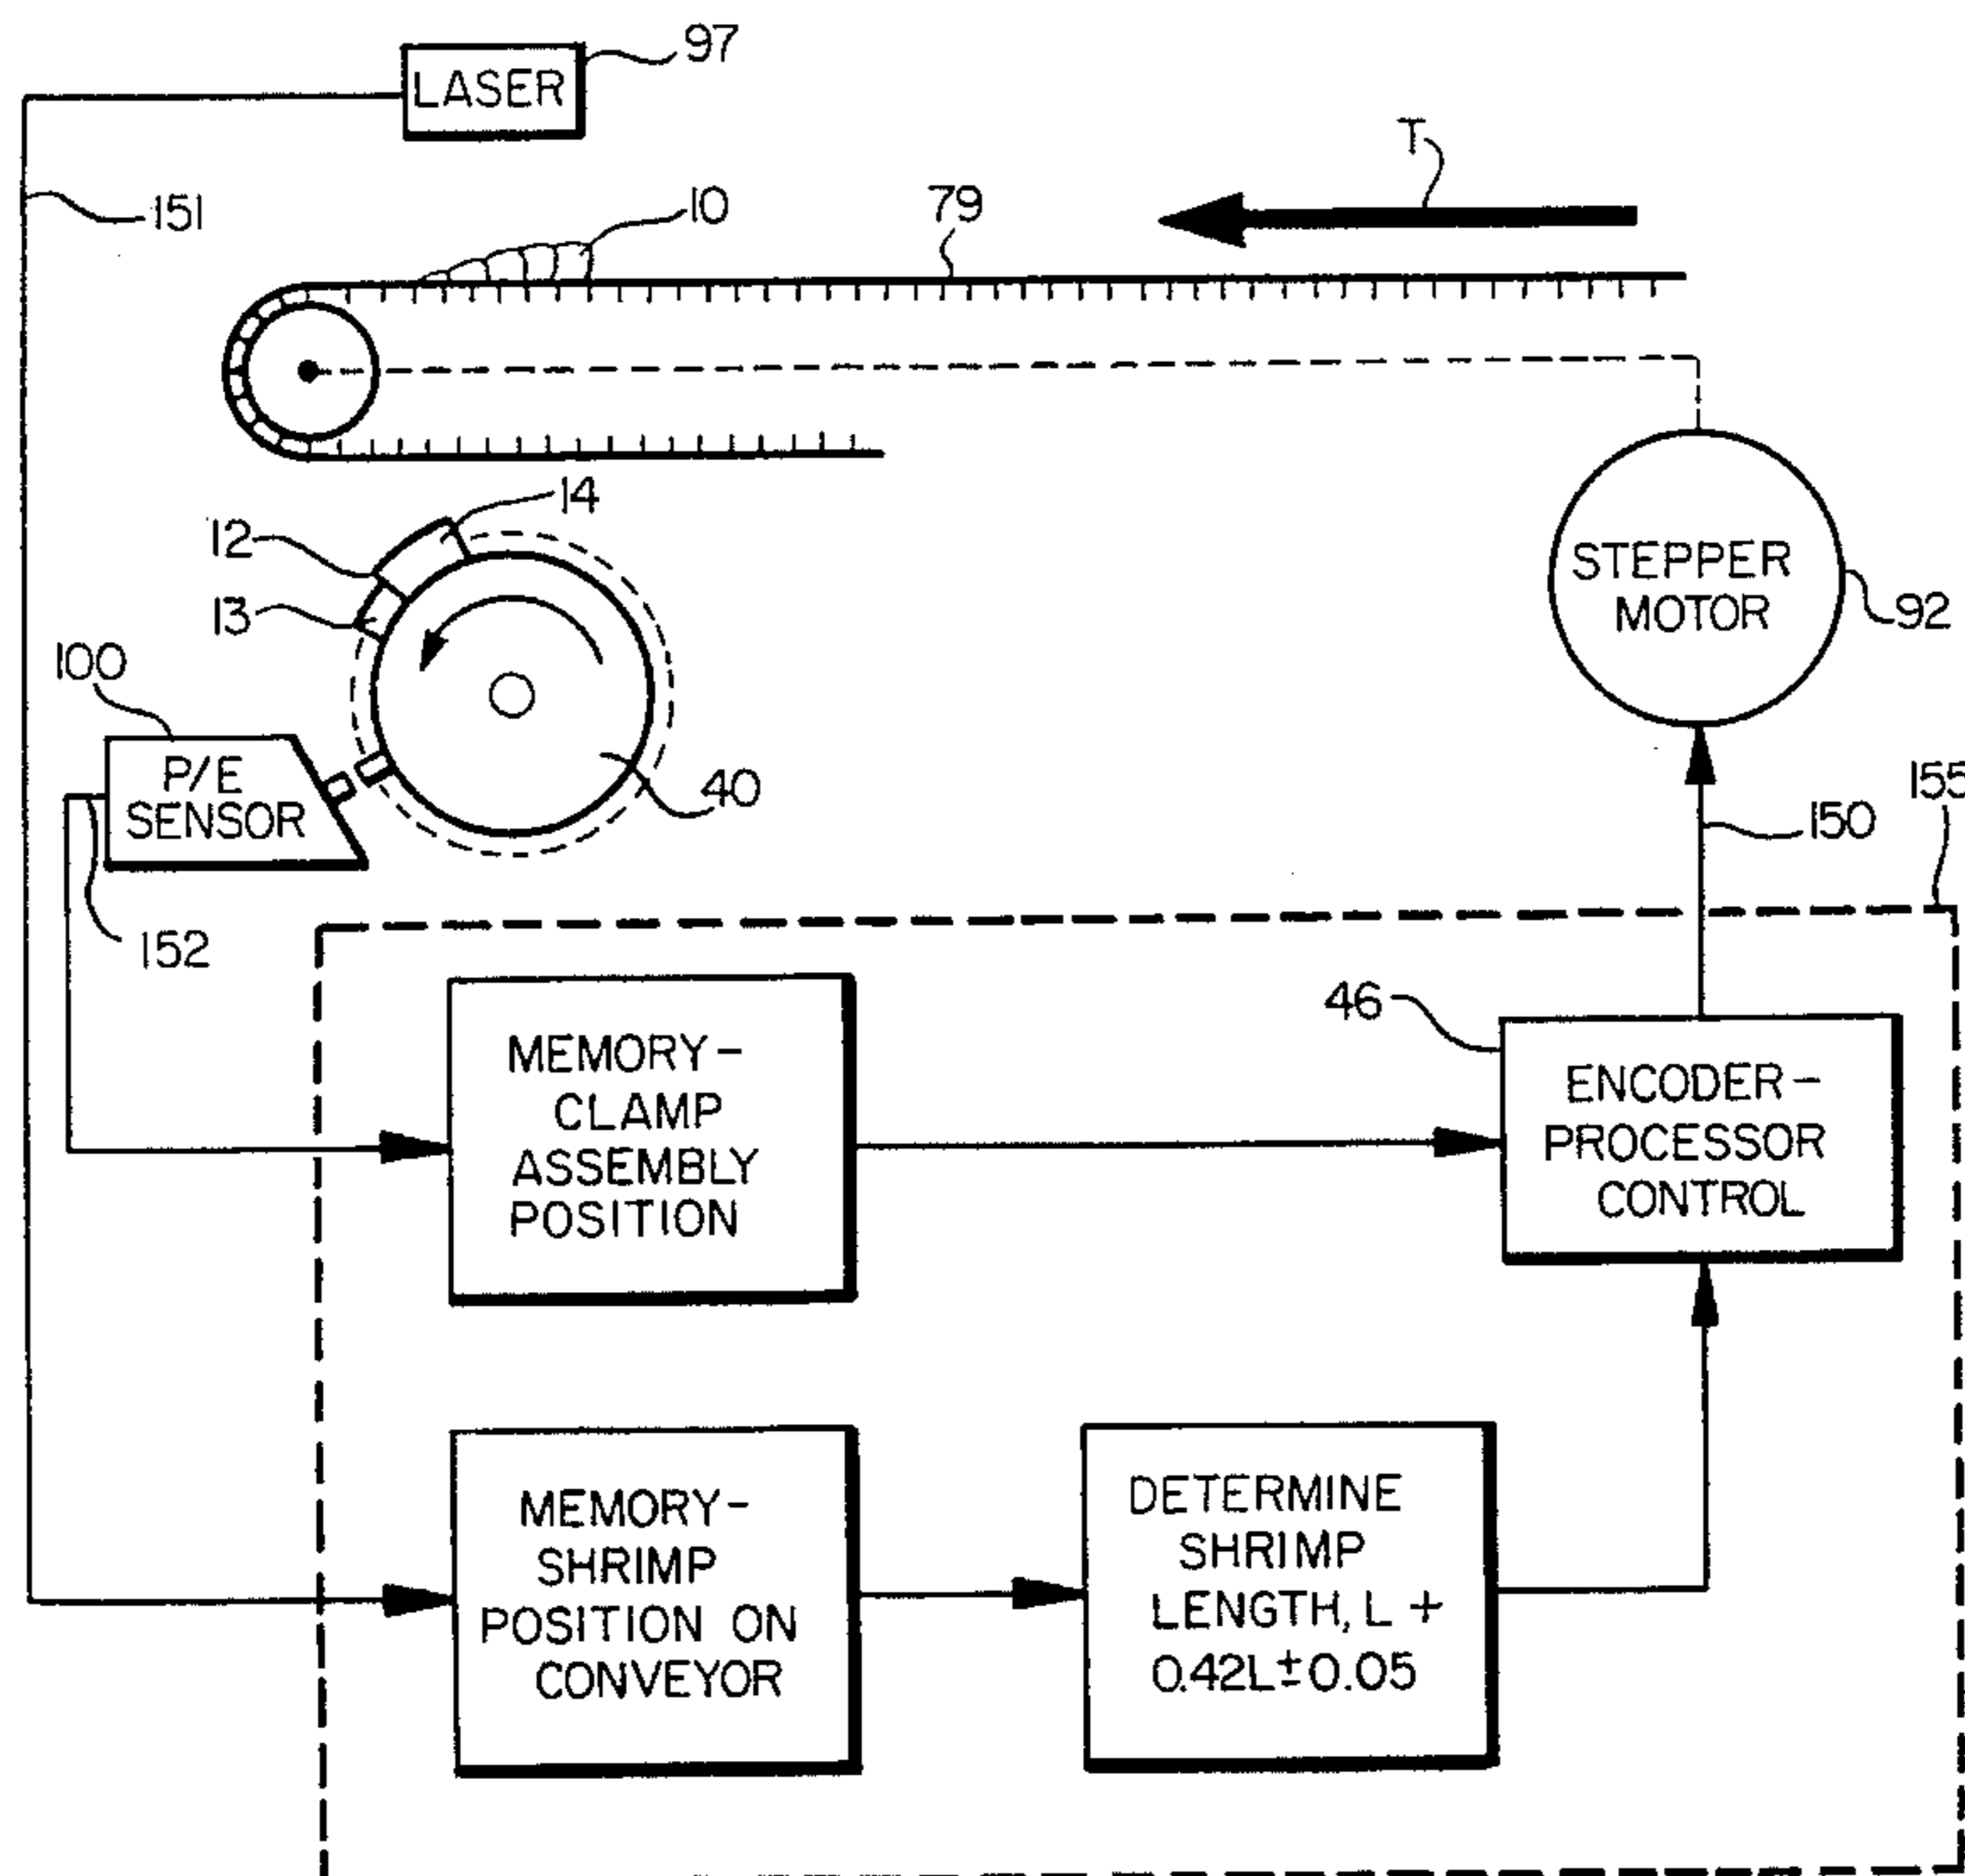 97
LASER
T
151
10
79
14
12
13
STEPPER
MOTOR
92
100
P/E
SENSOR
40
155
150
152
46
MEMORY-
CLAMP
ASSEMBLY
POSITION
ENCODER-
PROCESSOR
CONTROL
MEMORY-
SHRIMP
POSITION ON
CONVEYOR
DETERMINE
SHRIMP
LENGTH, L +
0.42L±0.05